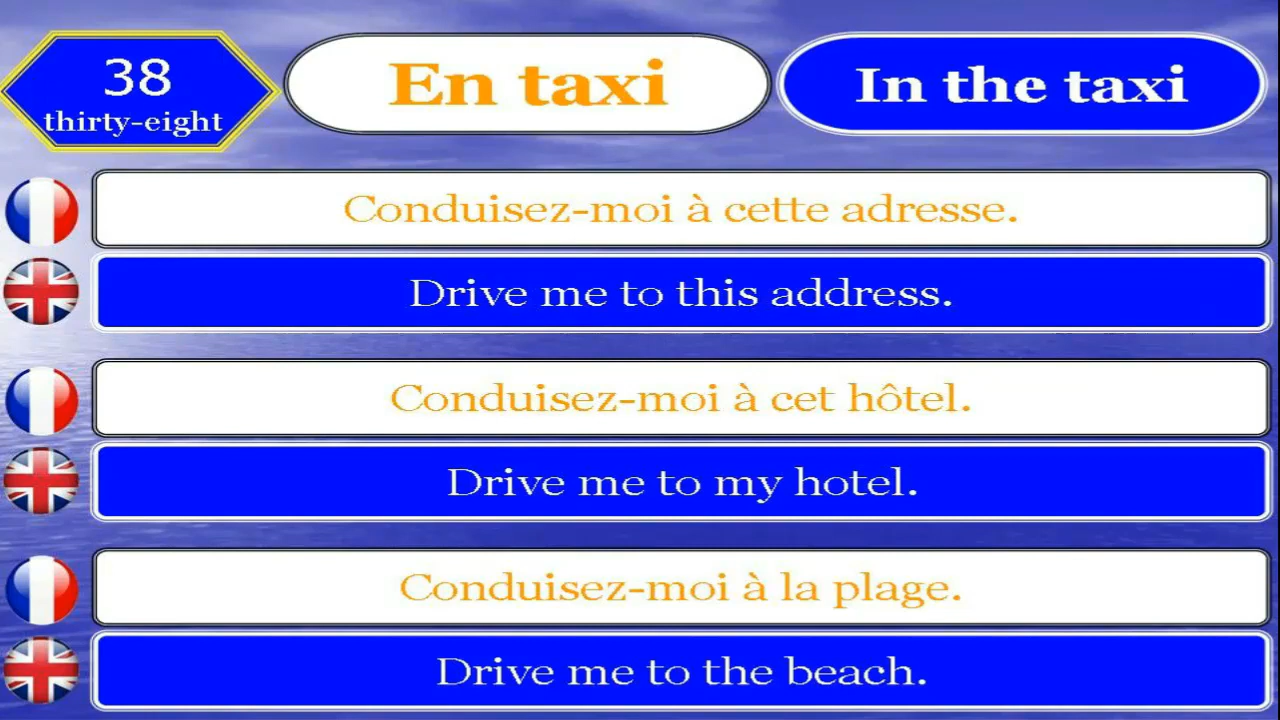 38
thirty-eight
En taxi
In the taxi
Conduisez-moi à cette adresse.
Drive me to this address.
Conduisez-moi à cet hôtel.
Drive me to my hotel.
Conduisez-moi à la plage.
Drive me to the beach.